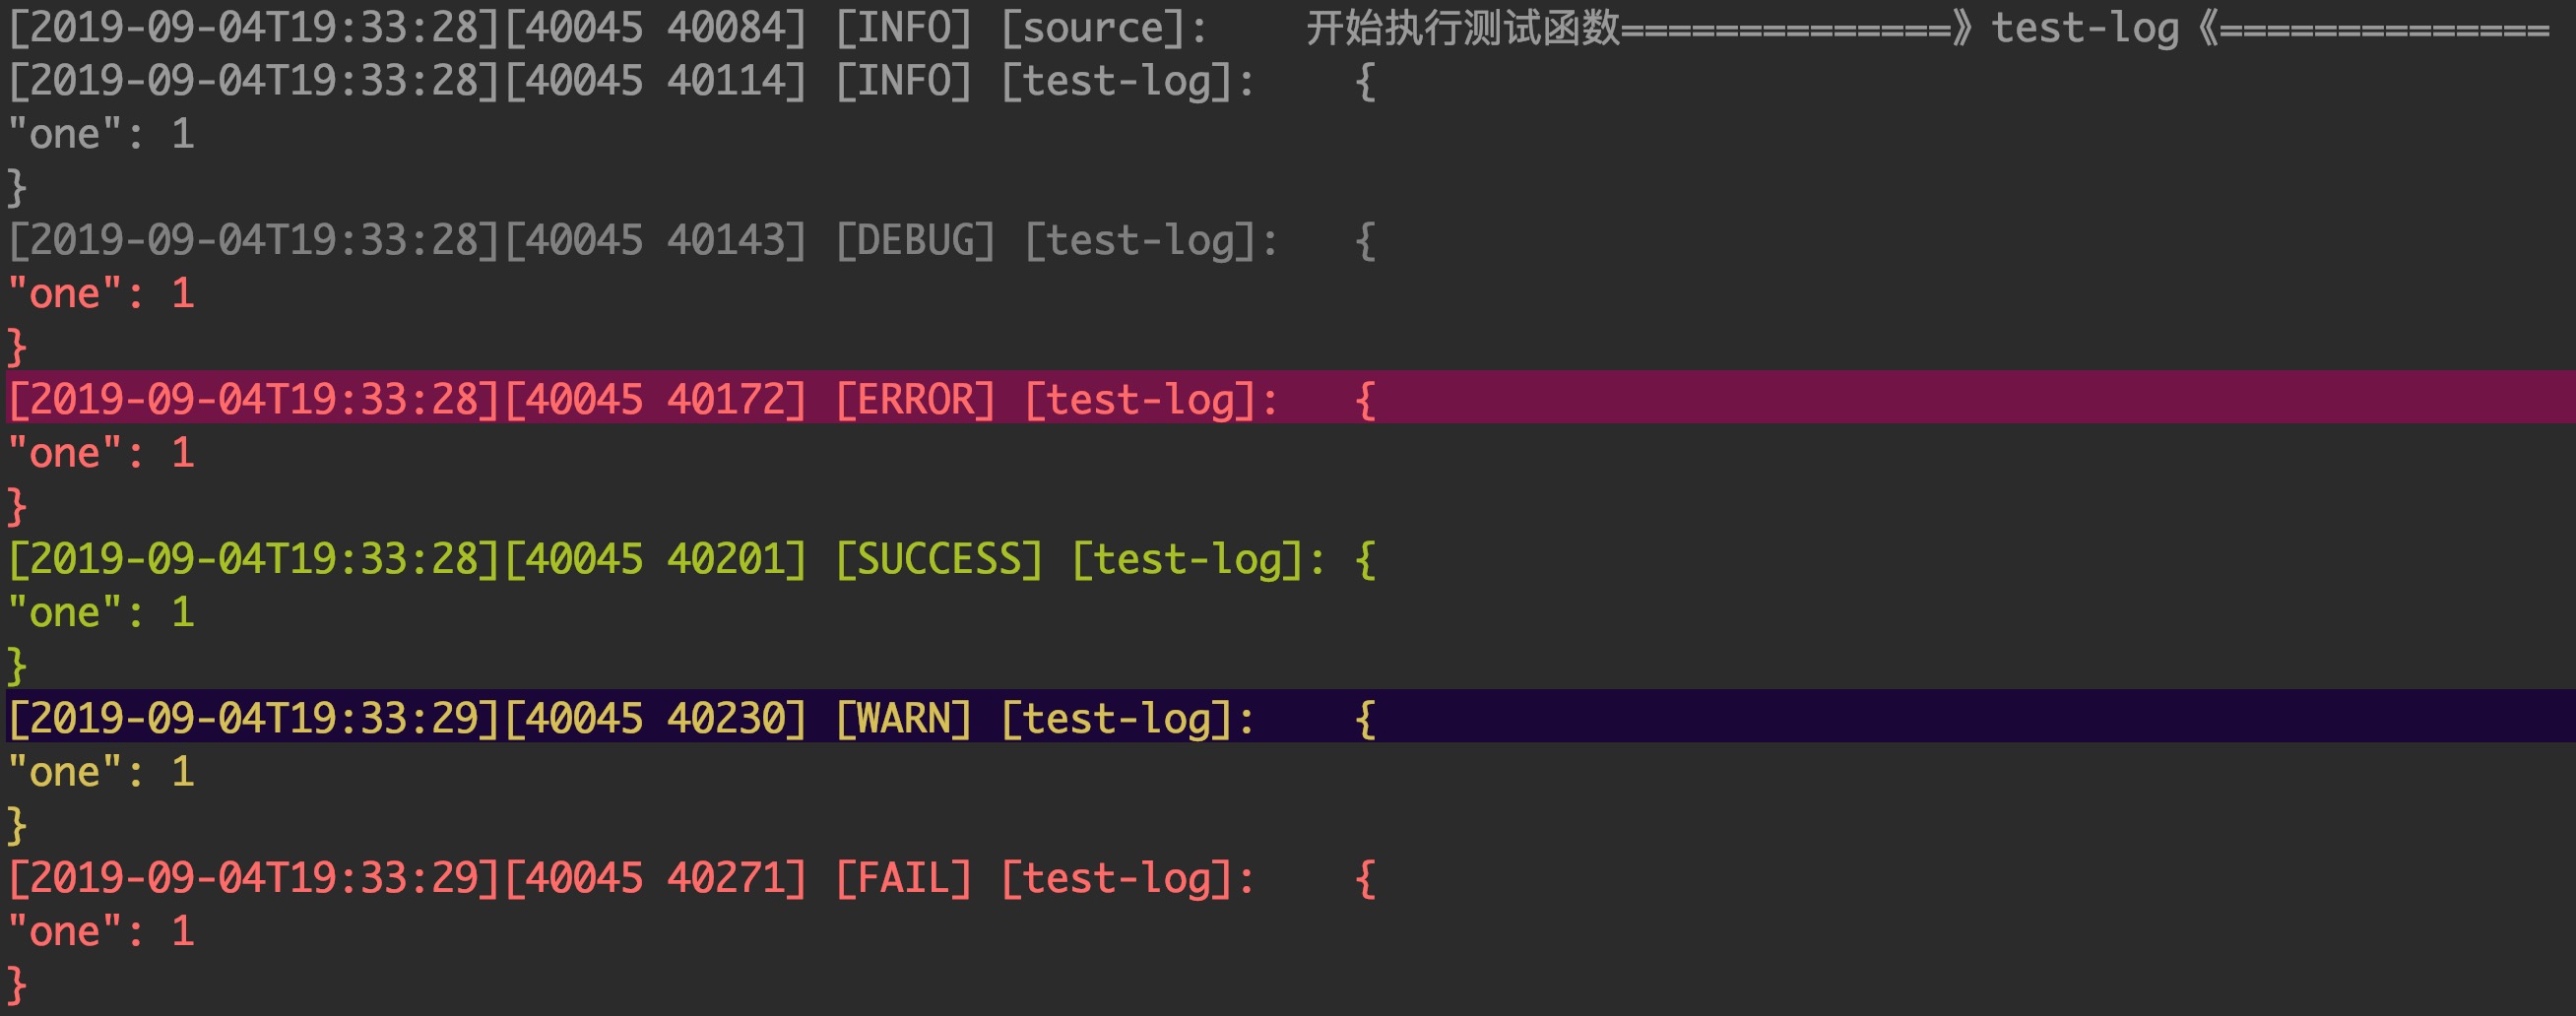 [2019-09-04T19:33:28][40045 40084] [INFO] [source]:    开始执行测试函数==============》test-log《==============
[2019-09-04T19:33:28][40045 40114] [INFO] [test-log]:    {
"one": 1
}
[2019-09-04T19:33:28][40045 40143] [DEBUG] [test-log]:   {
"one": 1
}
[2019-09-04T19:33:28][40045 40172] [ERROR] [test-log]:   {
"one": 1
}
[2019-09-04T19:33:28][40045 40201] [SUCCESS] [test-log]: {
"one": 1
}
[2019-09-04T19:33:29][40045 40230] [WARN] [test-log]:    {
"one": 1
}
[2019-09-04T19:33:29][40045 40271] [FAIL] [test-log]:    {
"one": 1
}